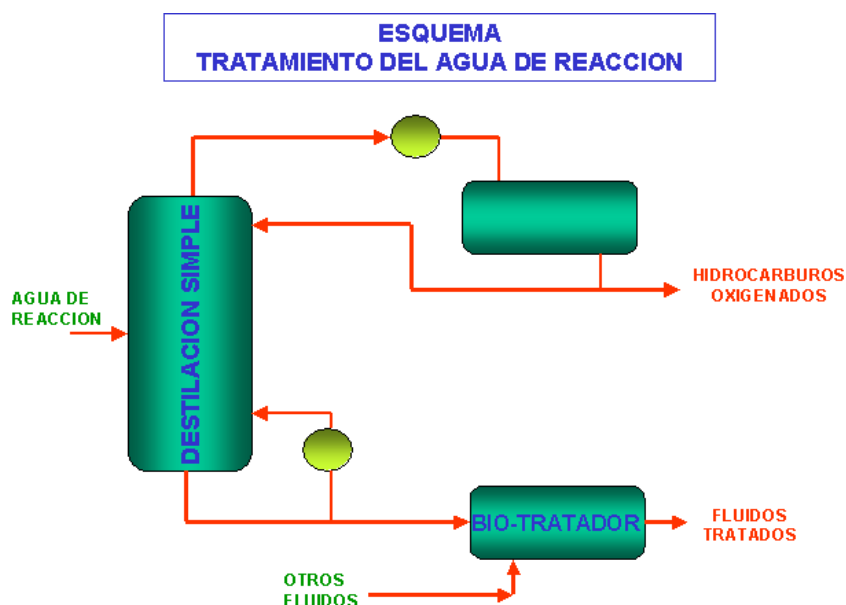 ESQUEMA
TRATAMIENTO DEL AGUA DE REACCION
DESTILACION SIMPLE
HIDROCARBUROS
OXIGENADOS
AGUA DE
REACCION
BIO-TRATADOR
FLUIDOS
TRATADOS
OTROS
FLUIDOS